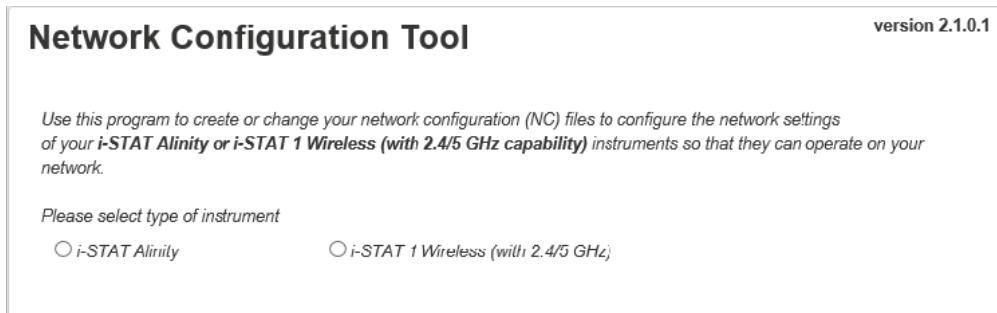 Network Configuration Tool
version 2.1.0.1
Use this program to create or change your network configuration (NC) files to configure the network settings
of your i-STAT Alinity or i-STAT 1 Wireless (with 2.4/5 GHz capability) instruments so that they can operate on your
network.
Please select type of instrument
i-STAT Alinity
i-STAT 1 Wireless (with 2.4/5 GHz)